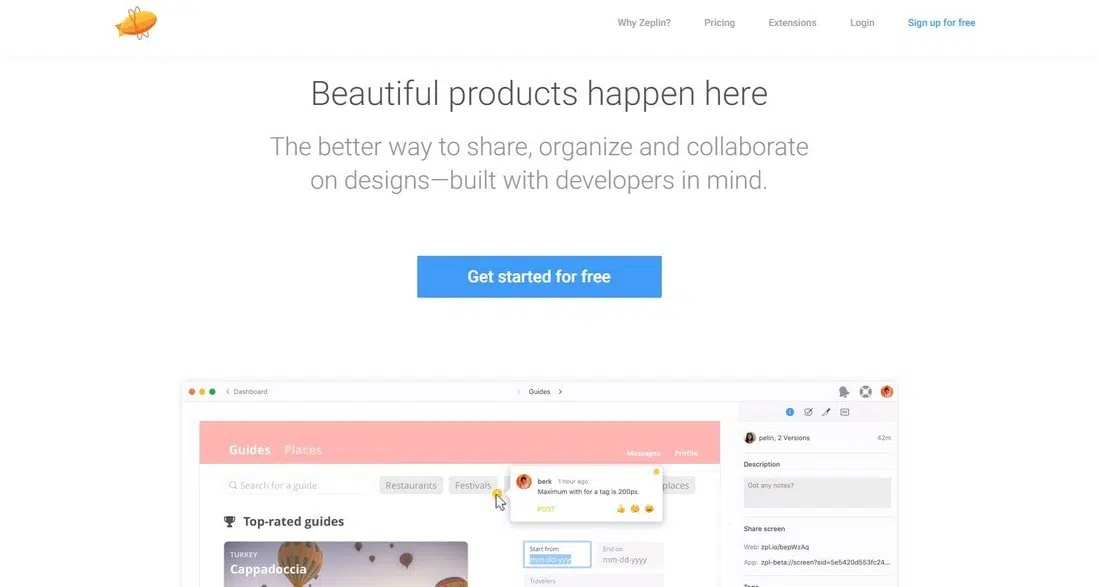 Why Zeplin? Pricing Extensions Login Sign up for free
Beautiful products happen here
The better way to share, organize and collaborate
on designs—built with developers in mind.
Get started for free
Dashboard
Guides
pelin, 2 Versions 42m
Guides Places
Messages Profile
Description
Got any notes?
Search for a guide
Restaurants
Festivals
places
berk 1 hour ago
Maximum with for a tag is 200px.
POST
Top-rated guides
Share screen
Web: zpl.io/bepWzAq
App: zpl-beta://screen?sid=5e5420d553fc24...
TURKEY
Cappadoccia
Start from
mm-dd-yyyy
End on
mm-dd-yyyy
Travelers